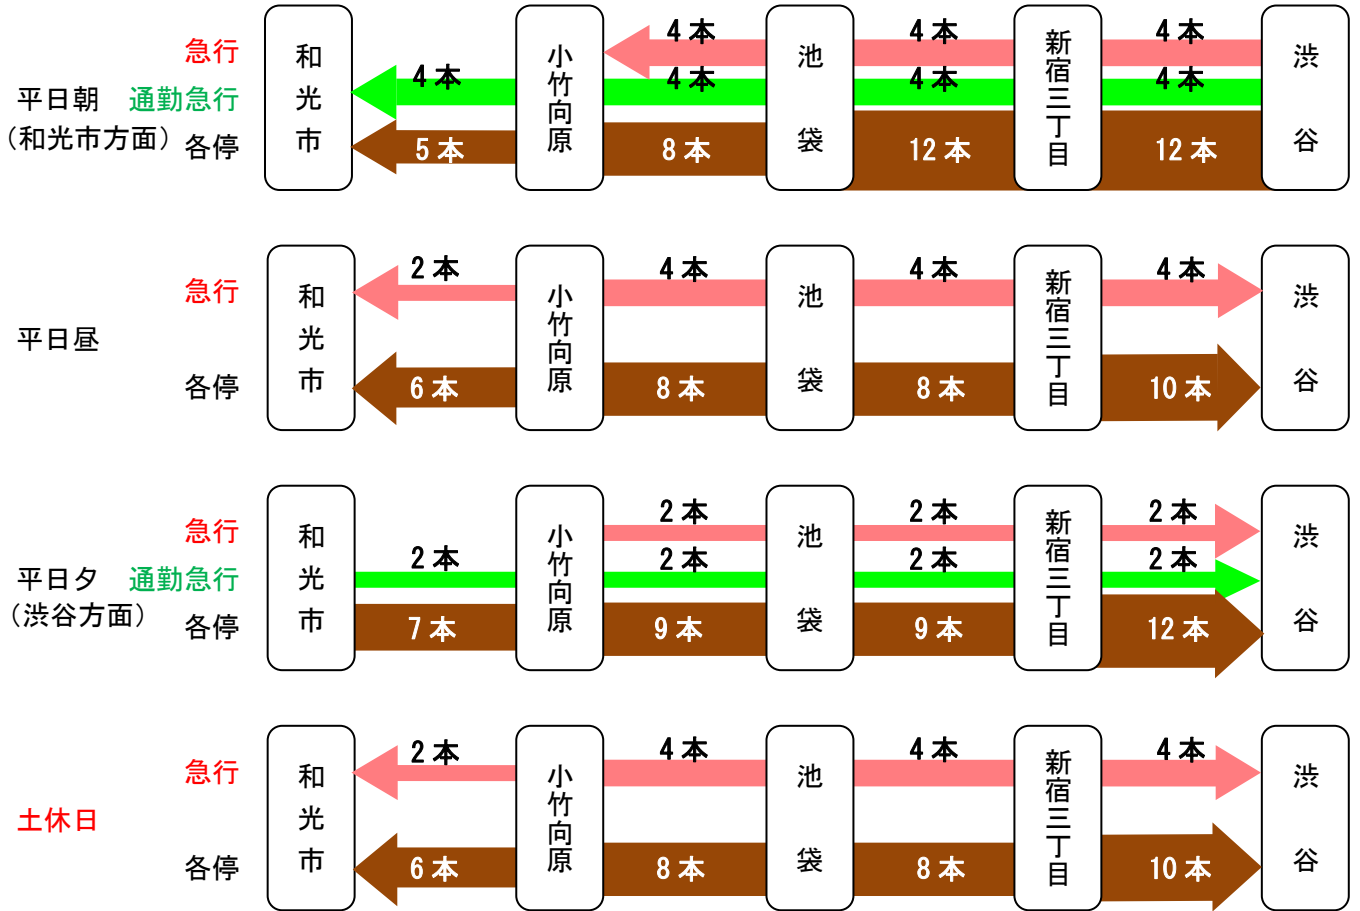 急行
平日朝 通勤急行
(和光市方面) 各停
和光市
小竹向原
池袋
新宿三丁目
渋谷
4本 4本 4本
4本 4本 4本 4本
5本 8本 12本 12本
平日昼
急行
各停
和光市
小竹向原
池袋
新宿三丁目
渋谷
2本 4本 4本 4本
6本 8本 8本 10本
急行
平日夕 通勤急行
(渋谷方面) 各停
和光市
小竹向原
池袋
新宿三丁目
渋谷
2本 2本 2本
2本 2本 2本 2本
7本 9本 9本 12本
土休日
急行
各停
和光市
小竹向原
池袋
新宿三丁目
渋谷
2本 4本 4本 4本
6本 8本 8本 10本